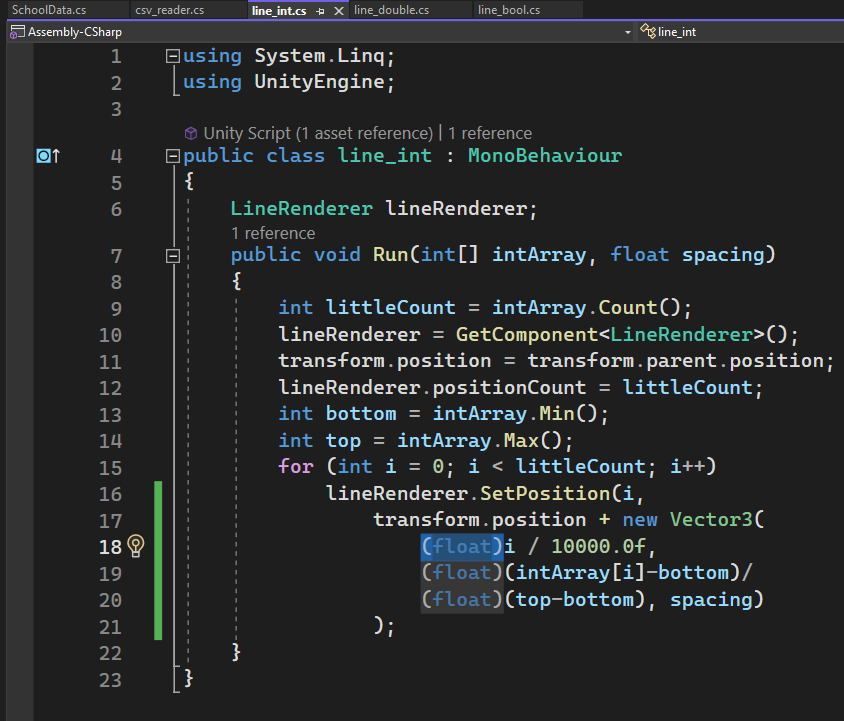 SchoolData.cs csv_reader.cs line_int.cs line_double.cs line_bool.cs
Assembly-CSharp line_int
1 using System.Linq;
2 using UnityEngine;
3
Unity Script (1 asset reference) | 1 reference
4 public class line_int : MonoBehaviour
5 {
6 LineRenderer lineRenderer;
1 reference
7 public void Run(int[] intArray, float spacing)
8 {
9 int littleCount = intArray.Count();
10 lineRenderer = GetComponent<LineRenderer>();
11 transform.position = transform.parent.position;
12 lineRenderer.positionCount = littleCount;
13 int bottom = intArray.Min();
14 int top = intArray.Max();
15 for (int i = 0; i < littleCount; i++)
16 lineRenderer.SetPosition(i,
17 transform.position + new Vector3(
18 (float)i / 10000.0f,
19 (float)(intArray[i]-bottom)/
20 (float)(top-bottom), spacing)
21 );
22 }
23 }